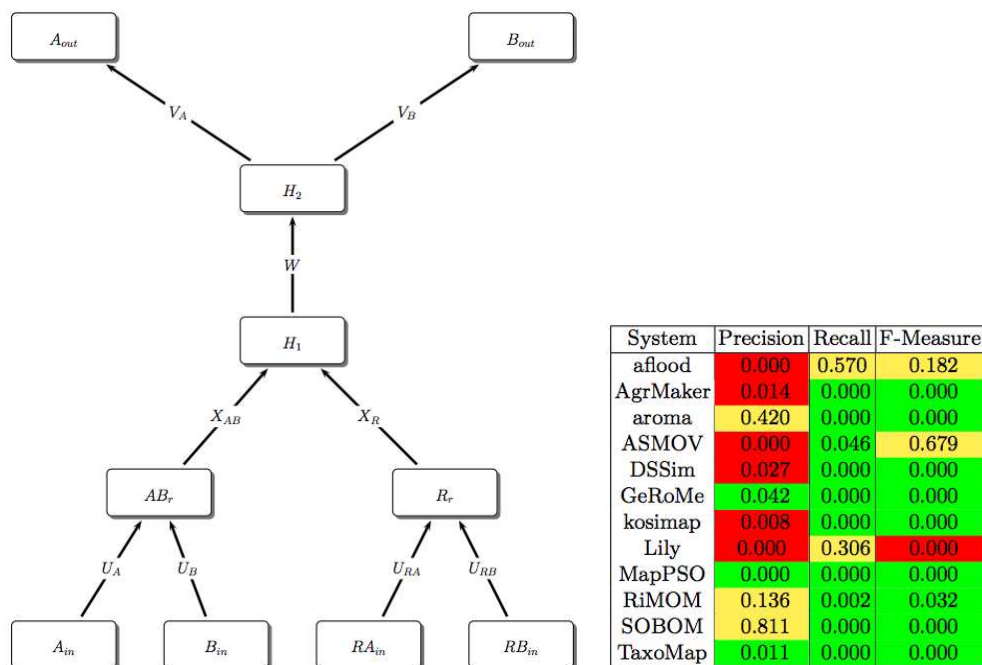 A_out B_out
V_A V_B
H_2
W
H_1
X_AB X_R
AB_r R_r
U_A U_B U_RA U_RB
A_in B_in RA_in RB_in
System Precision Recall F-Measure
aflood 0.000 0.570 0.182
AgrMaker 0.014 0.000 0.000
aroma 0.420 0.000 0.000
ASMOV 0.000 0.046 0.679
DSSim 0.027 0.000 0.000
GeRoMe 0.042 0.000 0.000
kosimap 0.008 0.000 0.000
Lily 0.000 0.306 0.000
MapPSO 0.000 0.000 0.000
RiMOM 0.136 0.002 0.032
SOBOM 0.811 0.000 0.000
TaxoMap 0.011 0.000 0.000